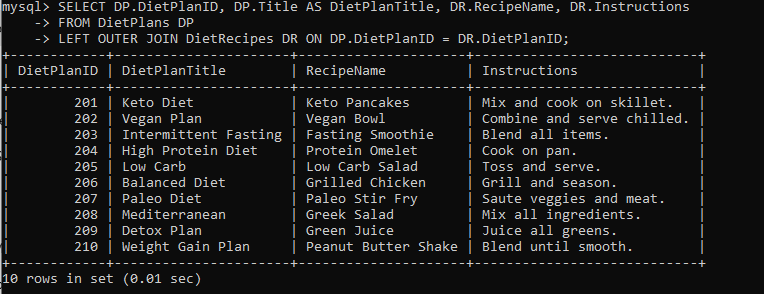 mysql> SELECT DP.DietPlanID, DP.Title AS DietPlanTitle, DR.RecipeName, DR.Instructions
    -> FROM DietPlans DP
    -> LEFT OUTER JOIN DietRecipes DR ON DP.DietPlanID = DR.DietPlanID;
+------------+----------------------+----------------------+---------------------------+
| DietPlanID | DietPlanTitle        | RecipeName           | Instructions              |
+------------+----------------------+----------------------+---------------------------+
|        201 | Keto Diet            | Keto Pancakes        | Mix and cook on skillet.  |
|        202 | Vegan Plan           | Vegan Bowl           | Combine and serve chilled. |
|        203 | Intermittent Fasting | Fasting Smoothie     | Blend all items.          |
|        204 | High Protein Diet    | Protein Omelet       | Cook on pan.              |
|        205 | Low Carb             | Low Carb Salad       | Toss and serve.           |
|        206 | Balanced Diet        | Grilled Chicken      | Grill and season.         |
|        207 | Paleo Diet           | Paleo Stir Fry       | Saute veggies and meat.   |
|        208 | Mediterranean        | Greek Salad          | Mix all ingredients.      |
|        209 | Detox Plan           | Green Juice          | Juice all greens.         |
|        210 | Weight Gain Plan     | Peanut Butter Shake  | Blend until smooth.       |
+------------+----------------------+----------------------+---------------------------+
10 rows in set (0.01 sec)